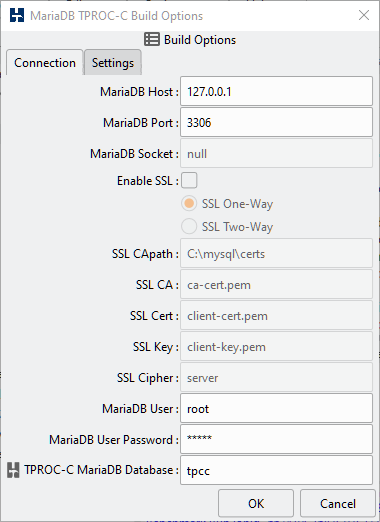 MariaDB TPROC-C Build Options
Build Options
Connection Settings
MariaDB Host : 127.0.0.1
MariaDB Port : 3306
MariaDB Socket : null
Enable SSL :
SSL One-Way
SSL Two-Way
SSL CApath : C:\mysql\certs
SSL CA : ca-cert.pem
SSL Cert : client-cert.pem
SSL Key : client-key.pem
SSL Cipher : server
MariaDB User : root
MariaDB User Password : *****
TPROC-C MariaDB Database : tpcc
OK Cancel